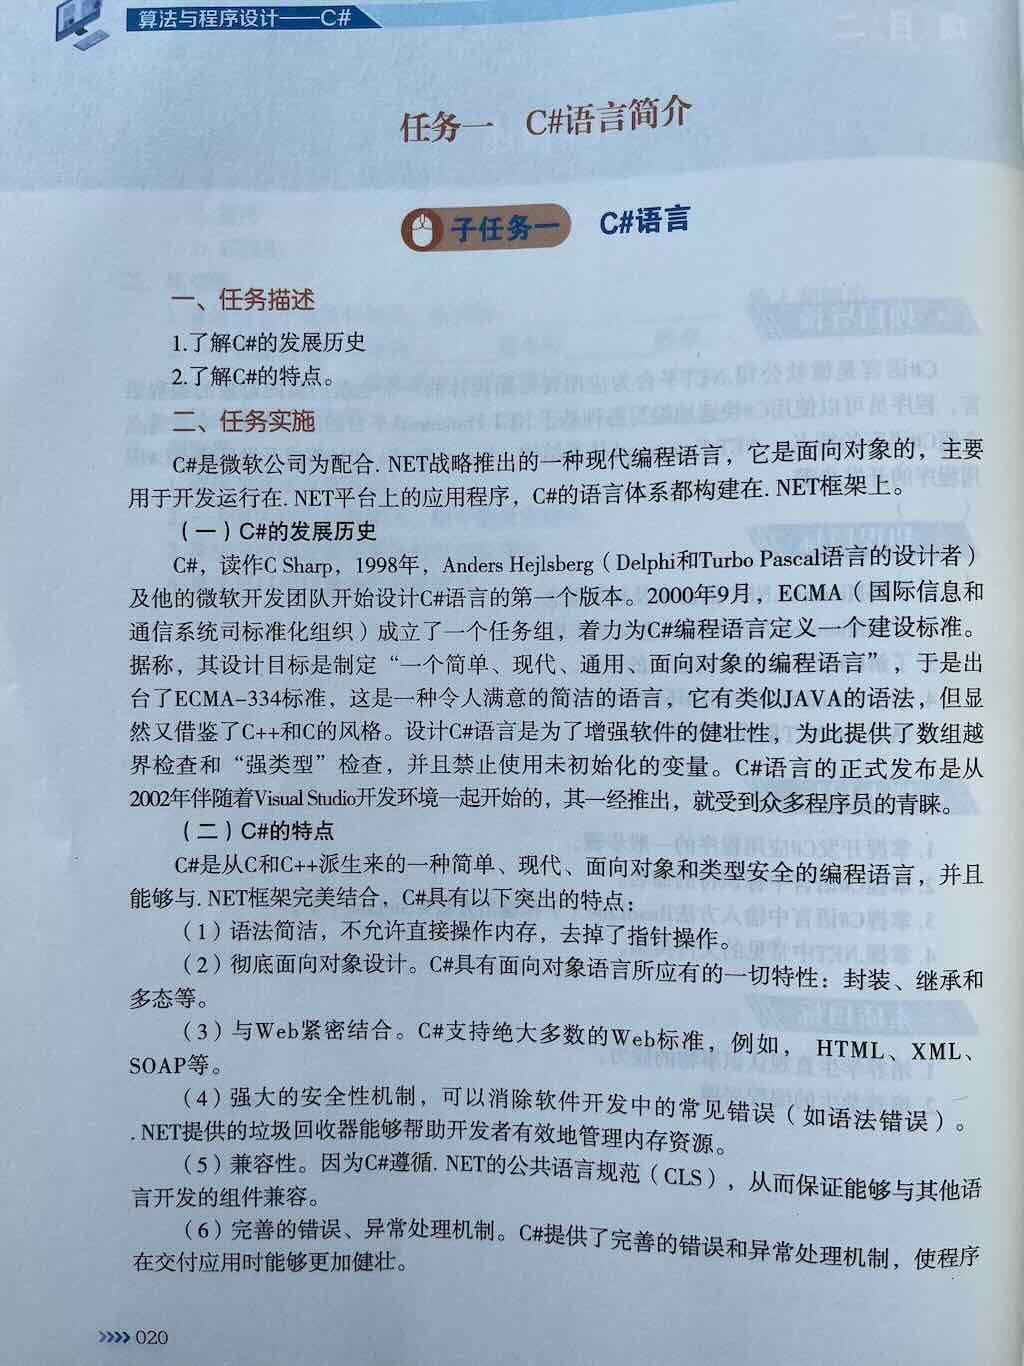 算法与程序设计——C#
任务一 C#语言简介
子任务一 C#语言
一、任务描述
1.了解C#的发展历史
2.了解C#的特点。
二、任务实施
C#是微软公司为配合.NET战略推出的一种现代编程语言，它是面向对象的，主要
用于开发运行在.NET平台上的应用程序，C#的语言体系都构建在.NET框架上。
（一）C#的发展历史
C#，读作C Sharp，1998年，Anders Hejlsberg（Delphi和Turbo Pascal语言的设计者）
及他的微软开发团队开始设计C#语言的第一个版本。2000年9月，ECMA（国际信息和
通信系统司标准化组织）成立了一个任务组，着力为C#编程语言定义一个建设标准。
据称，其设计目标是制定“一个简单、现代、通用、面向对象的编程语言”，于是出
台了ECMA-334标准，这是一种令人满意的简洁的语言，它有类似JAVA的语法，但显
然又借鉴了C++和C的风格。设计C#语言是为了增强软件的健壮性，为此提供了数组越
界检查和“强类型”检查，并且禁止使用未初始化的变量。C#语言的正式发布是从
2002年伴随着Visual Studio开发环境一起开始的，其一经推出，就受到众多程序员的青睐。
（二）C#的特点
C#是从C和C++派生来的一种简单、现代、面向对象和类型安全的编程语言，并且
能够与.NET框架完美结合，C#具有以下突出的特点：
（1）语法简洁，不允许直接操作内存，去掉了指针操作。
（2）彻底面向对象设计。C#具有面向对象语言所应有的一切特性：封装、继承和
多态等。
（3）与Web紧密结合。C#支持绝大多数的Web标准，例如， HTML、XML、
SOAP等。
（4）强大的安全性机制，可以消除软件开发中的常见错误（如语法错误）。
.NET提供的垃圾回收器能够帮助开发者有效地管理内存资源。
（5）兼容性。因为C#遵循.NET的公共语言规范（CLS），从而保证能够与其他语
言开发的组件兼容。
（6）完善的错误、异常处理机制。C#提供了完善的错误和异常处理机制，使程序
在交付应用时能够更加健壮。
>>>> 020